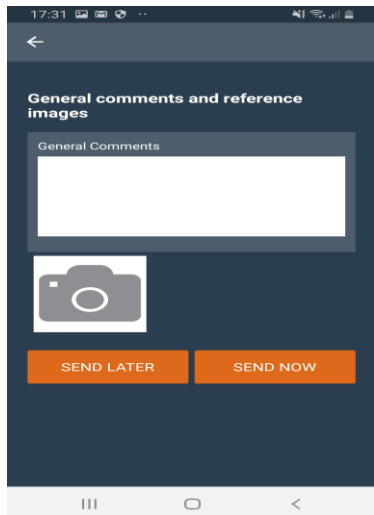 17:31
General comments and reference
images
General Comments
SEND LATER
SEND NOW